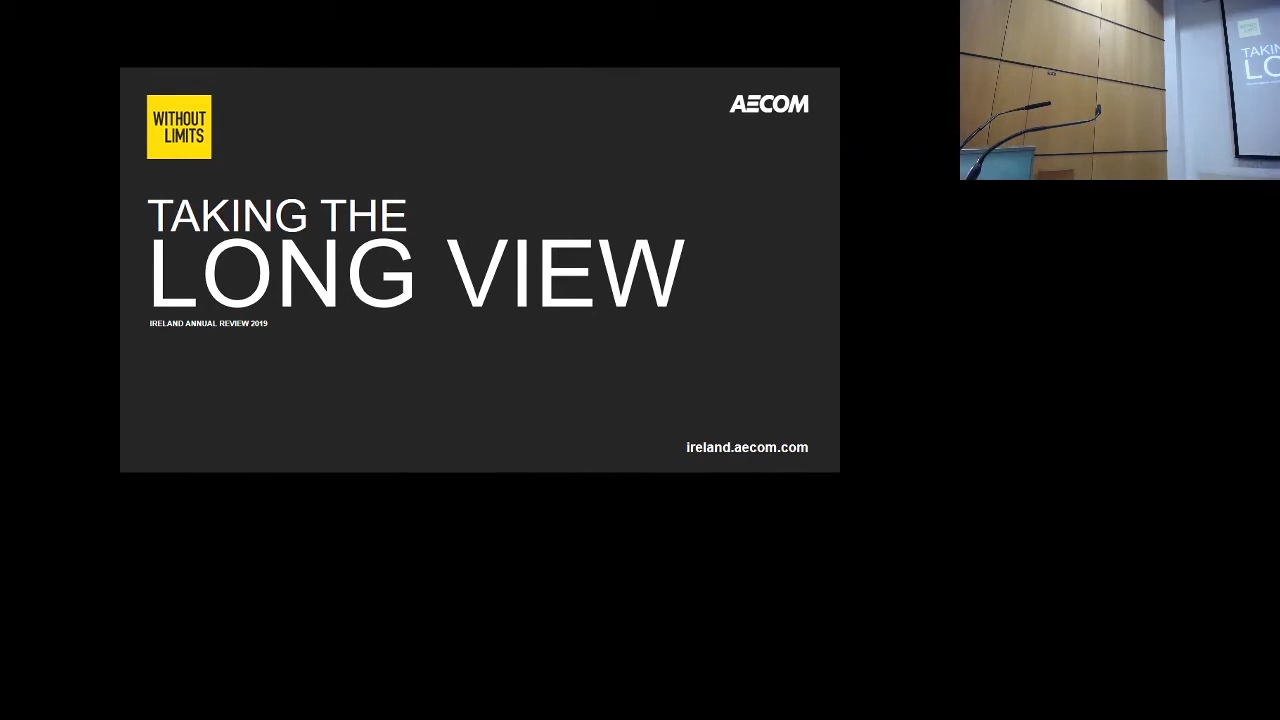 WITHOUT
LIMITS
AECOM
TAKING THE
LONG VIEW
IRELAND ANNUAL REVIEW 2019
ireland.aecom.com
TAKIN
LO